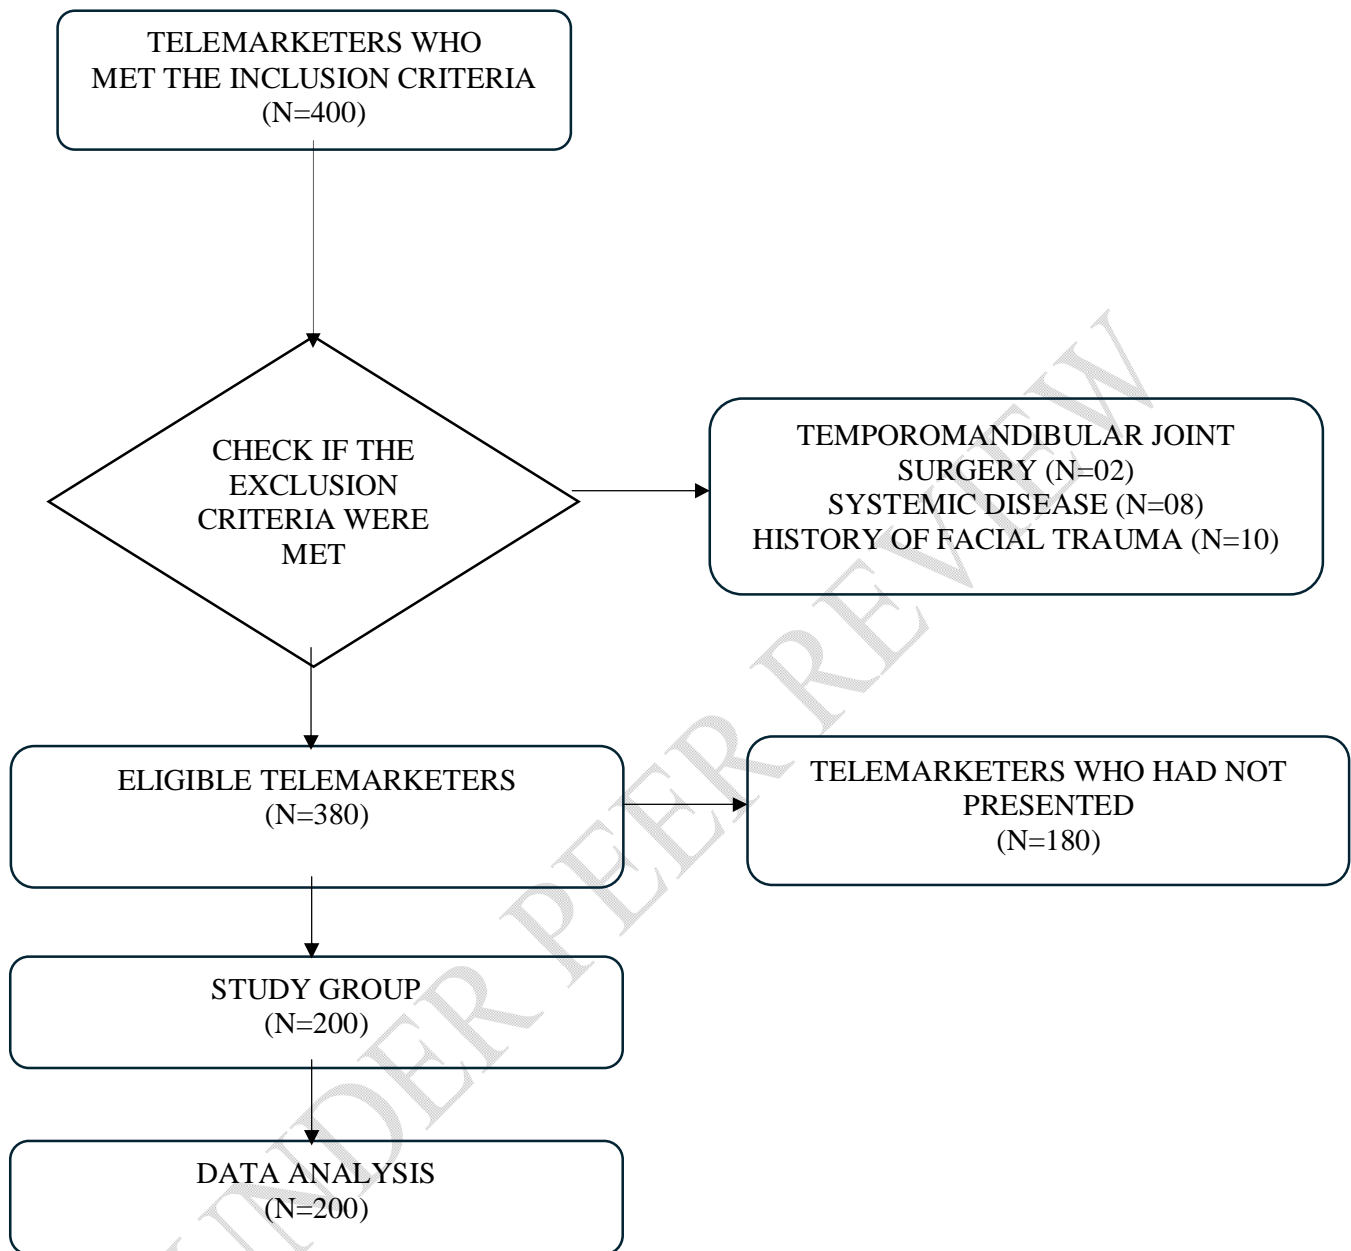 TELEMARKETERS WHO
MET THE INCLUSION CRITERIA
(N=400)
CHECK IF THE
EXCLUSION
CRITERIA WERE
MET
TEMPOROMANDIBULAR JOINT
SURGERY (N=02)
SYSTEMIC DISEASE (N=08)
HISTORY OF FACIAL TRAUMA (N=10)
ELIGIBLE TELEMARKETERS
(N=380)
TELEMARKETERS WHO HAD NOT
PRESENTED
(N=180)
STUDY GROUP
(N=200)
DATA ANALYSIS
(N=200)
UNDER PEER REVIEW